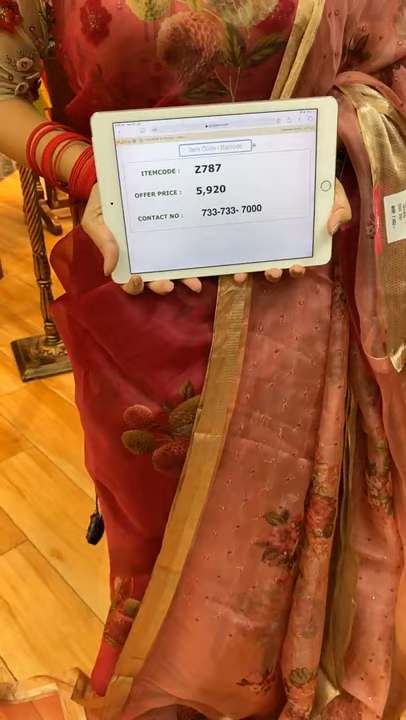 Item Code / Barcode
ITEMCODE : Z787
OFFER PRICE : 5,920
CONTACT NO : 733-733- 7000